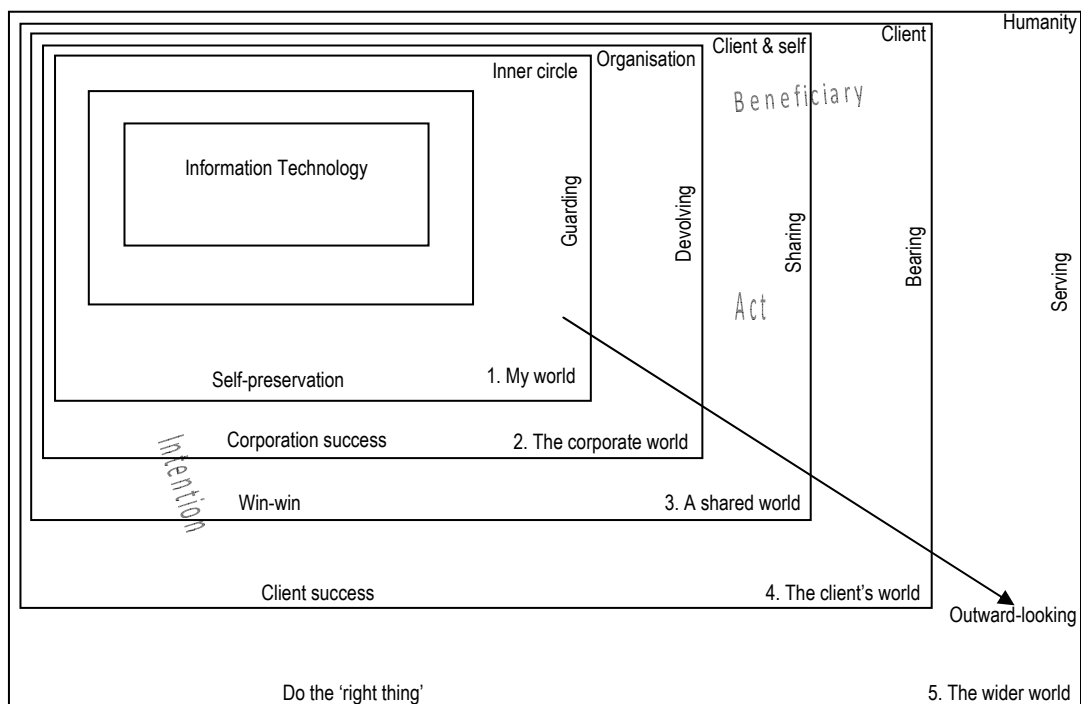 Humanity
Client
Client & self
Organisation
Inner circle
Beneficiary
Information Technology
Guarding
Devolving
Sharing
Bearing
Serving
Act
Self-preservation
1. My world
Intention
Corporation success
2. The corporate world
Win-win
3. A shared world
Client success
4. The client's world
Outward-looking
Do the 'right thing'
5. The wider world